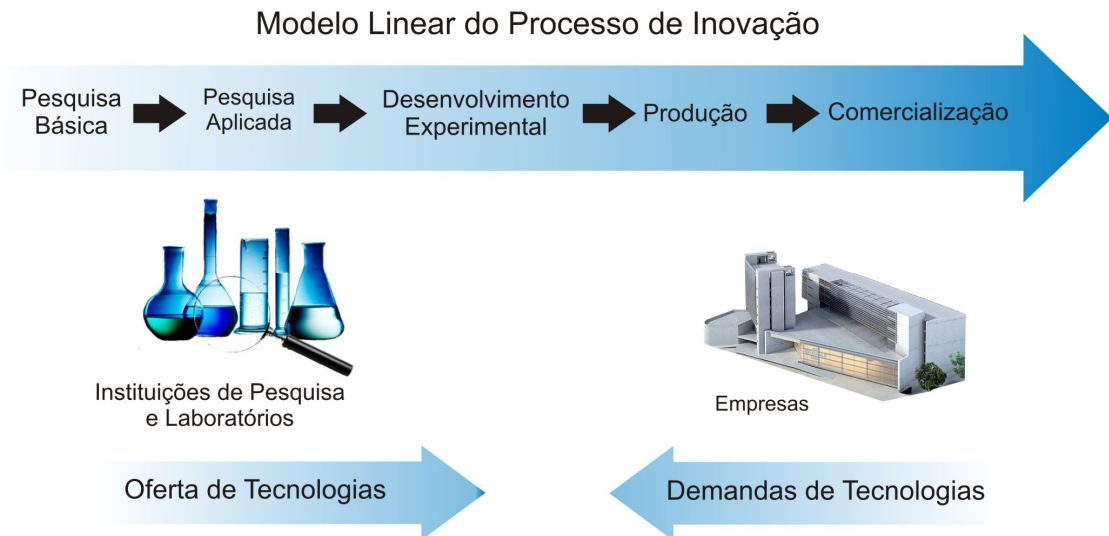 Modelo Linear do Processo de Inovação
Pesquisa
Básica
Pesquisa
Aplicada
Desenvolvimento
Experimental
Produção
Comercialização
Instituições de Pesquisa
e Laboratórios
Empresas
Oferta de Tecnologias
Demandas de Tecnologias